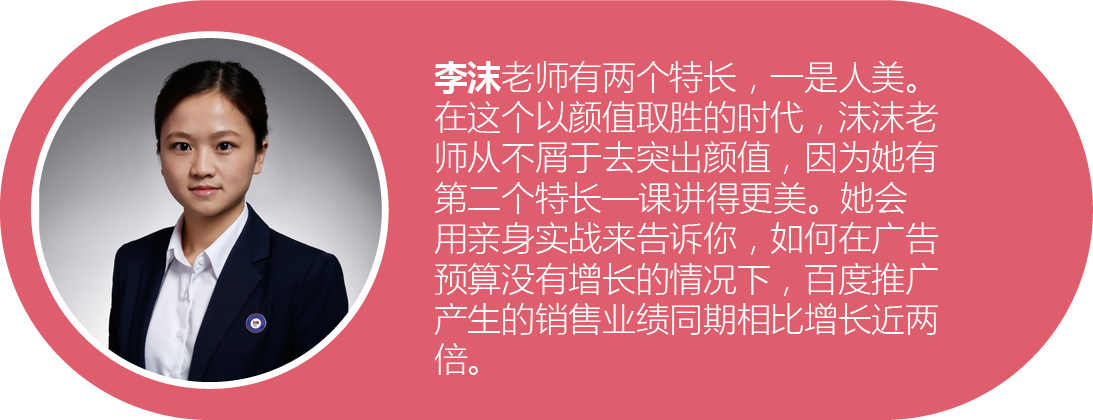 李沫老师有两个特长，一是人美。
在这个以颜值取胜的时代，沫沫老
师从不屑于去突出颜值，因为她有
第二个特长—课讲得更美。她会
用亲身实战来告诉你，如何在广告
预算没有增长的情况下，百度推广
产生的销售业绩同期相比增长近两
倍。